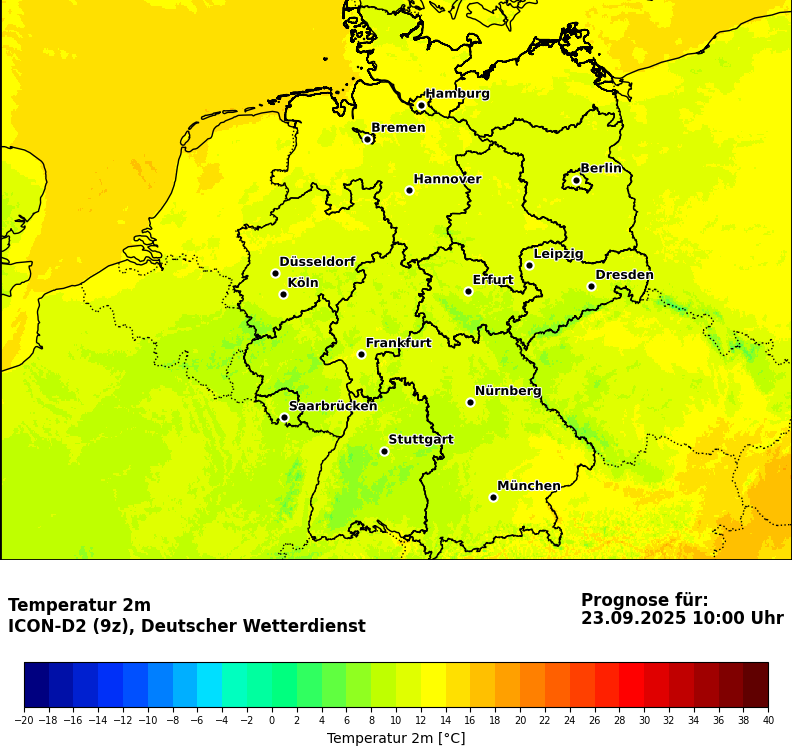 Hamburg
Bremen
Berlin
Hannover
Düsseldorf
Leipzig
Köln
Erfurt
Dresden
Frankfurt
Nürnberg
Saarbrücken
Stuttgart
München
Temperatur 2m
ICON-D2 (9z), Deutscher Wetterdienst
Prognose für:
23.09.2025 10:00 Uhr
−20 −18 −16 −14 −12 −10 −8 −6 −4 −2 0 2 4 6 8 10 12 14 16 18 20 22 24 26 28 30 32 34 36 38 40
Temperatur 2m [°C]